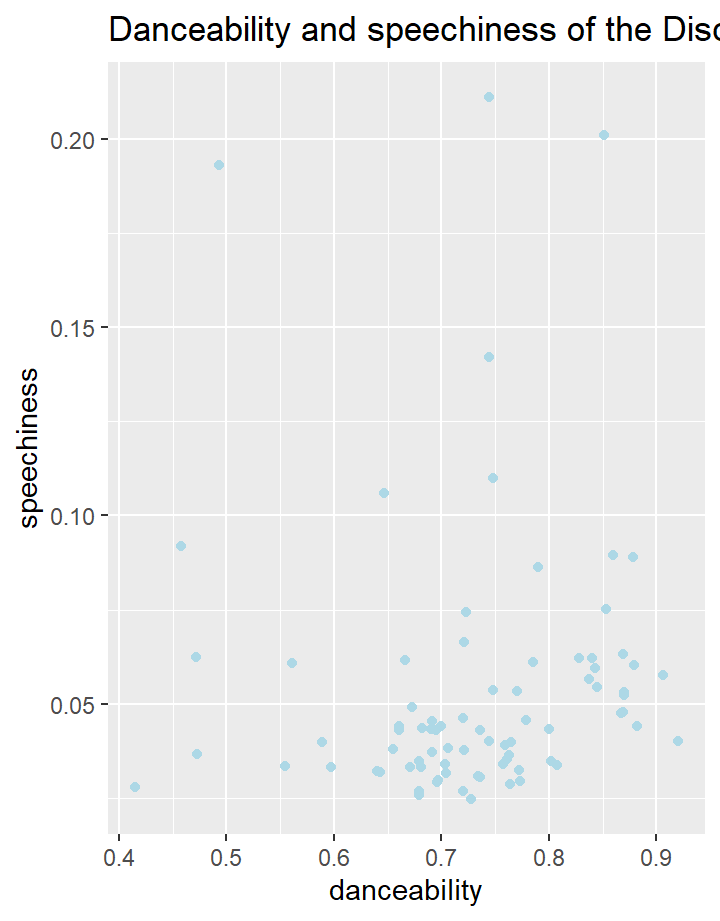 Danceability and speechiness of the Disc
0.20
0.15
0.10
0.05
speechiness
0.4 0.5 0.6 0.7 0.8 0.9
danceability